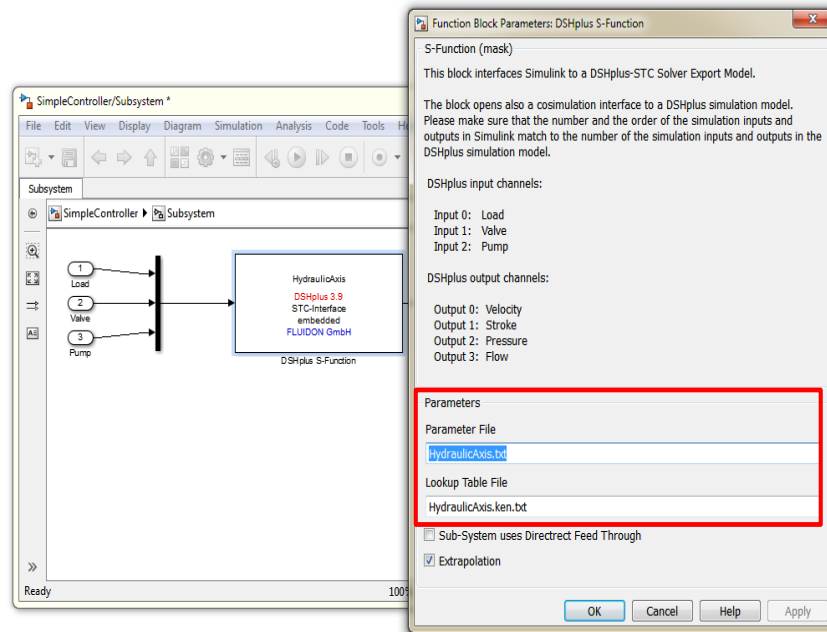 SimpleController/Subsystem *
File Edit View Display Diagram Simulation Analysis Code Tools
Subsystem
SimpleController Subsystem
1
Load
2
Valve
3
Pump
HydraulicAxis
DSHplus 3.9
STC-Interface
embedded
FLUIDON GmbH
DSHplus S-Function
Ready
Function Block Parameters: DSHplus S-Function
S-Function (mask)
This block interfaces Simulink to a DSHplus-STC Solver Export Model.
The block opens also a cosimulation interface to a DSHplus simulation model.
Please make sure that the number and the order of the simulation inputs and
outputs in Simulink match to the number of the simulation inputs and outputs in the
DSHplus simulation model.
DSHplus input channels:
Input 0: Load
Input 1: Valve
Input 2: Pump
DSHplus output channels:
Output 0: Velocity
Output 1: Stroke
Output 2: Pressure
Output 3: Flow
Parameters
Parameter File
HydraulicAxis.txt
Lookup Table File
HydraulicAxis.ken.txt
Sub-System uses Directrect Feed Through
Extrapolation
OK Cancel Help Apply